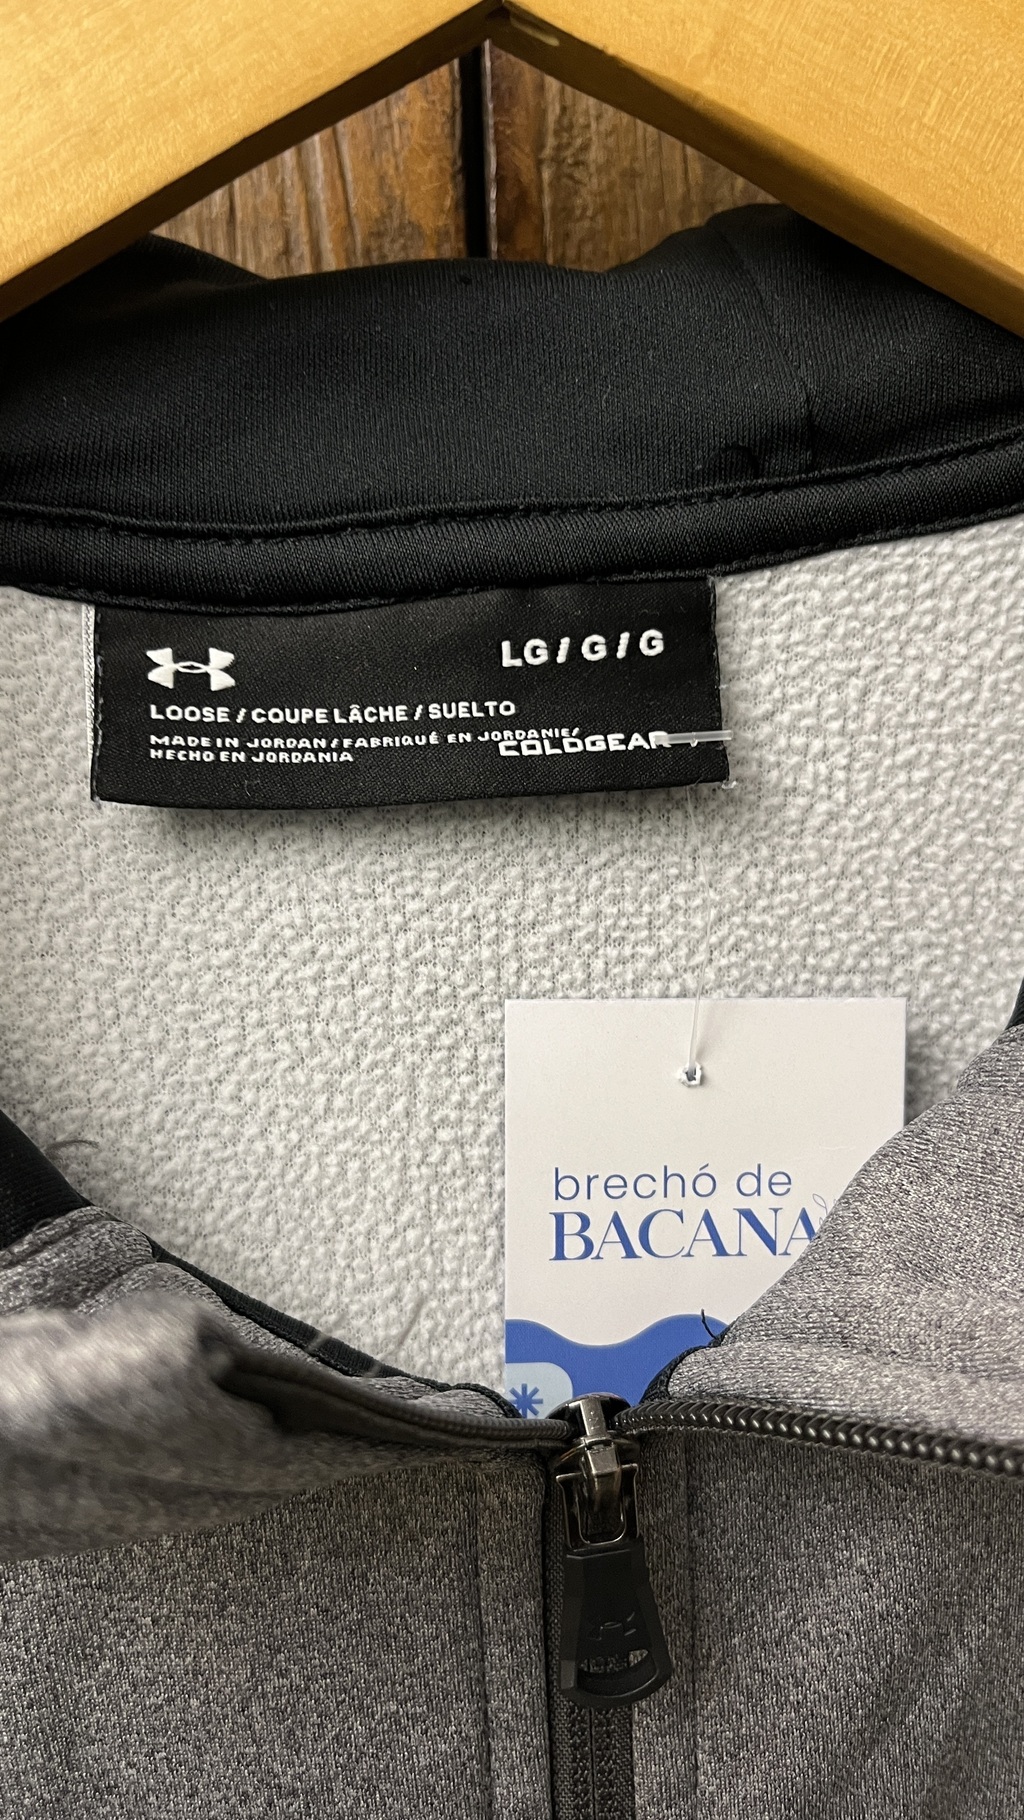 LG / G / G
LOOSE / COUPE LÂCHE / SUELTO
MADE IN JORDAN / FABRIQUÉ EN JORDANIE/
HECHO EN JORDANIA
COLDGEAR
brechó de
BACANA